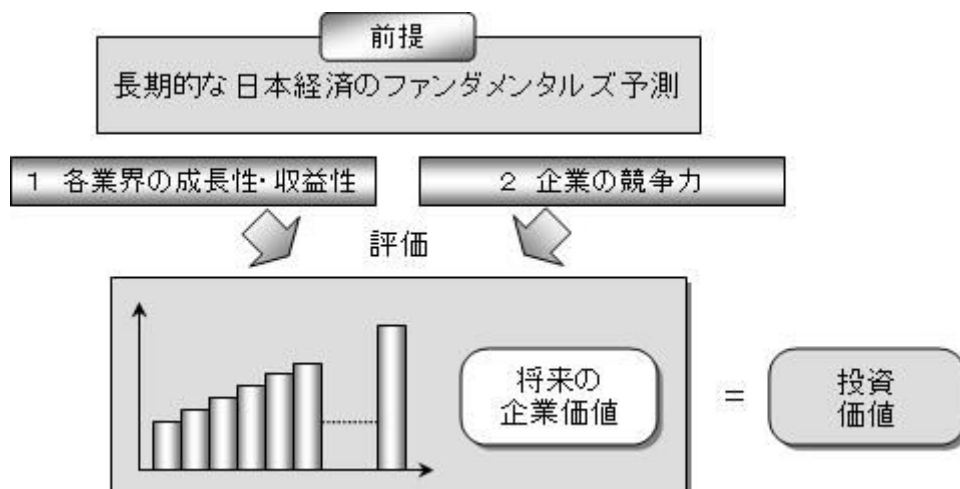 前提
長期的な日本経済のファンダメンタルズ予測
1 各業界の成長性・収益性
2 企業の競争力
評価
将来の
企業価値
=
投資
価値